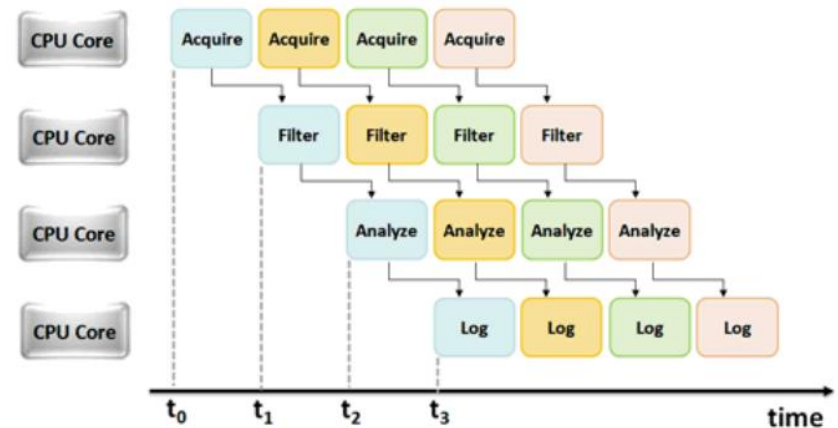 CPU Core Acquire Acquire Acquire Acquire
CPU Core Filter Filter Filter Filter
CPU Core Analyze Analyze Analyze Analyze
CPU Core Log Log Log Log
t0 t1 t2 t3 time